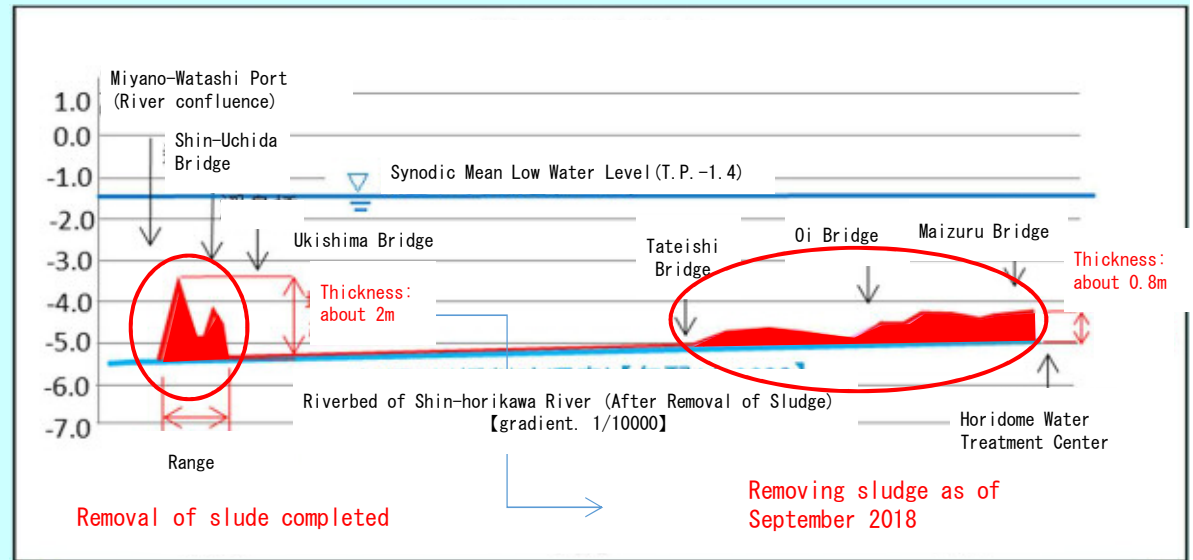 Miyano-Watashi Port
(River confluence)
1.0
0.0
-1.0
-2.0
-3.0
-4.0
-5.0
-6.0
-7.0
Shin-Uchida
Bridge
Synodic Mean Low Water Level(T.P.-1.4)
Ukishima Bridge
Tateishi
Bridge
Oi Bridge
Maizuru Bridge
Thickness:
about 2m
Thickness:
about 0.8m
Riverbed of Shin-horikawa River (After Removal of Sludge)
【gradient. 1/10000】
Horidome Water
Treatment Center
Range
Removal of slude completed
Removing sludge as of
September 2018